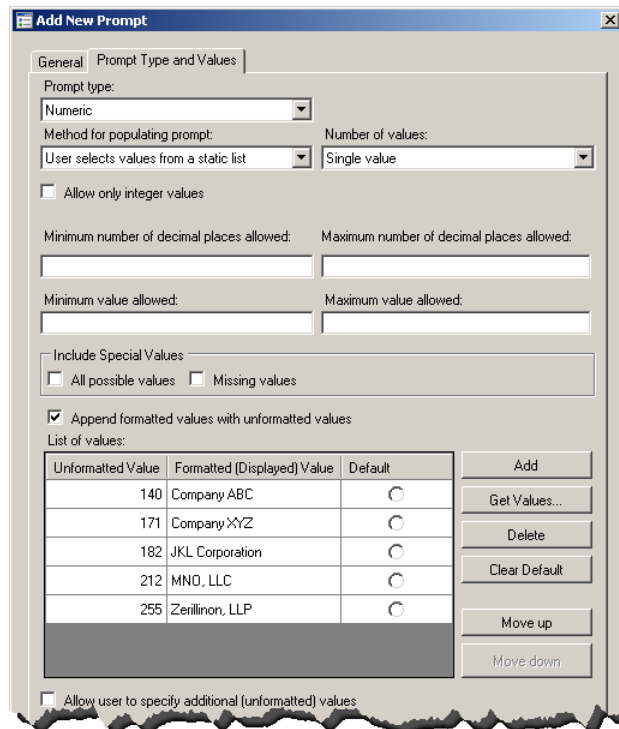 Add New Prompt
General Prompt Type and Values
Prompt type:
Numeric
Method for populating prompt: Number of values:
User selects values from a static list Single value
Allow only integer values
Minimum number of decimal places allowed: Maximum number of decimal places allowed:
Minimum value allowed: Maximum value allowed:
Include Special Values
All possible values Missing values
Append formatted values with unformatted values
List of values:
Unformatted Value Formatted (Displayed) Value Default Add
140 Company ABC
Get Values...
171 Company XYZ
Delete
182 JKL Corporation
Clear Default
212 MNO, LLC
255 Zerillinon, LLP
Move up
Move down
Allow user to specify additional (unformatted) values